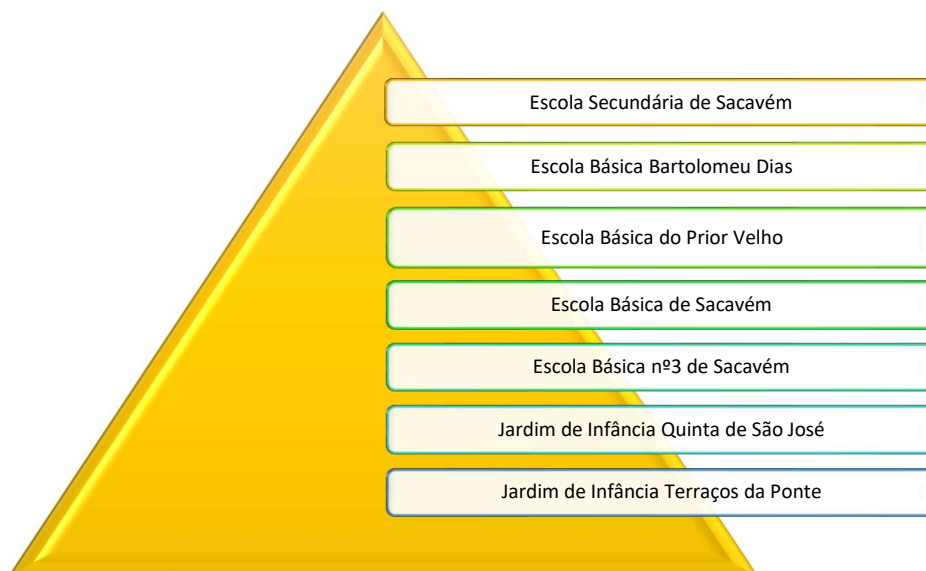 Escola Secundária de Sacavém
Escola Básica Bartolomeu Dias
Escola Básica do Prior Velho
Escola Básica de Sacavém
Escola Básica nº3 de Sacavém
Jardim de Infância Quinta de São José
Jardim de Infância Terraços da Ponte